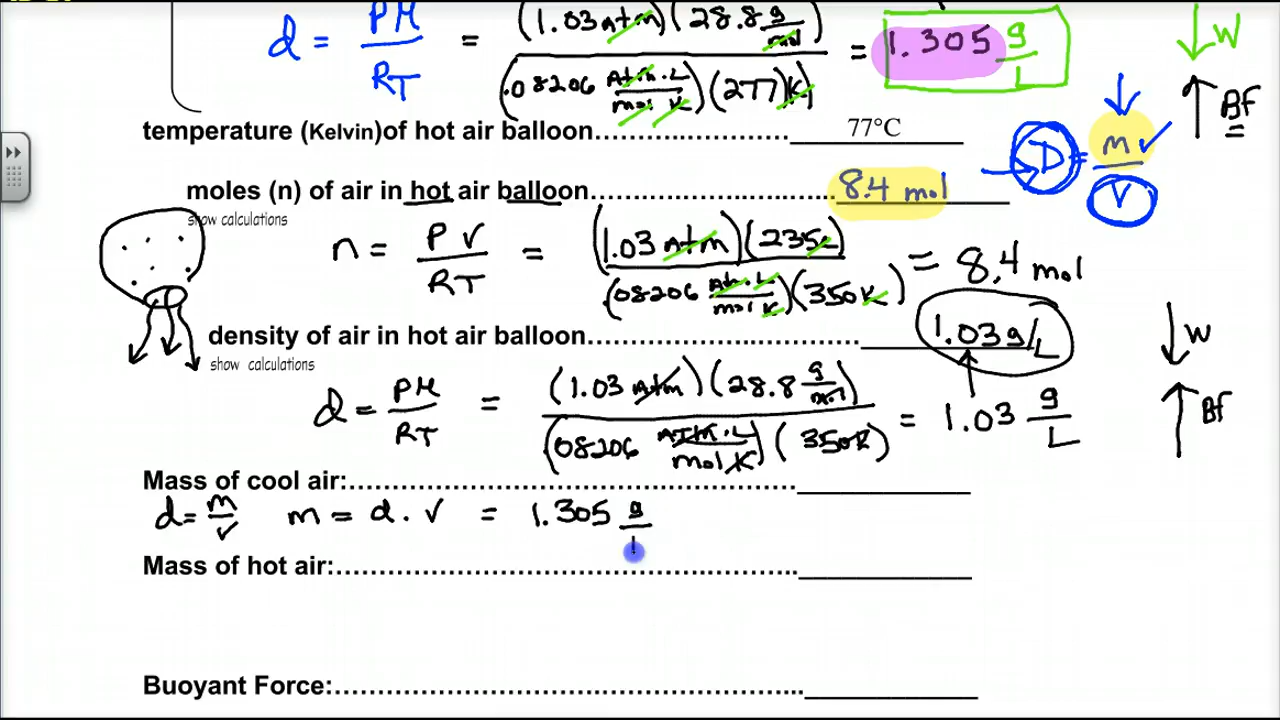 d = PM/RT = (1.03 Atm)(28.8 g/mol) / (.08206 Atm·L/mol K)(277 K) = 1.305 g/L
↓W
↑BF
temperature (Kelvin)of hot air balloon……………………… 77°C
D = m/V
moles (n) of air in hot air balloon……………………… 8.4 mol
show calculations
n = PV/RT = (1.03 Atm)(235 L) / (.08206 Atm·L/mol K)(350 K) = 8.4 mol
density of air in hot air balloon……………………… 1.03 g/L
show calculations
↓W
↑BF
d = PM/RT = (1.03 Atm)(28.8 g/mol) / (.08206 ATM·L/mol K)(350K) = 1.03 g/L
Mass of cool air:………………………………………
d = m/v m = d · V = 1.305 g
Mass of hot air:………………………………………..
Buoyant Force:………………………………………...